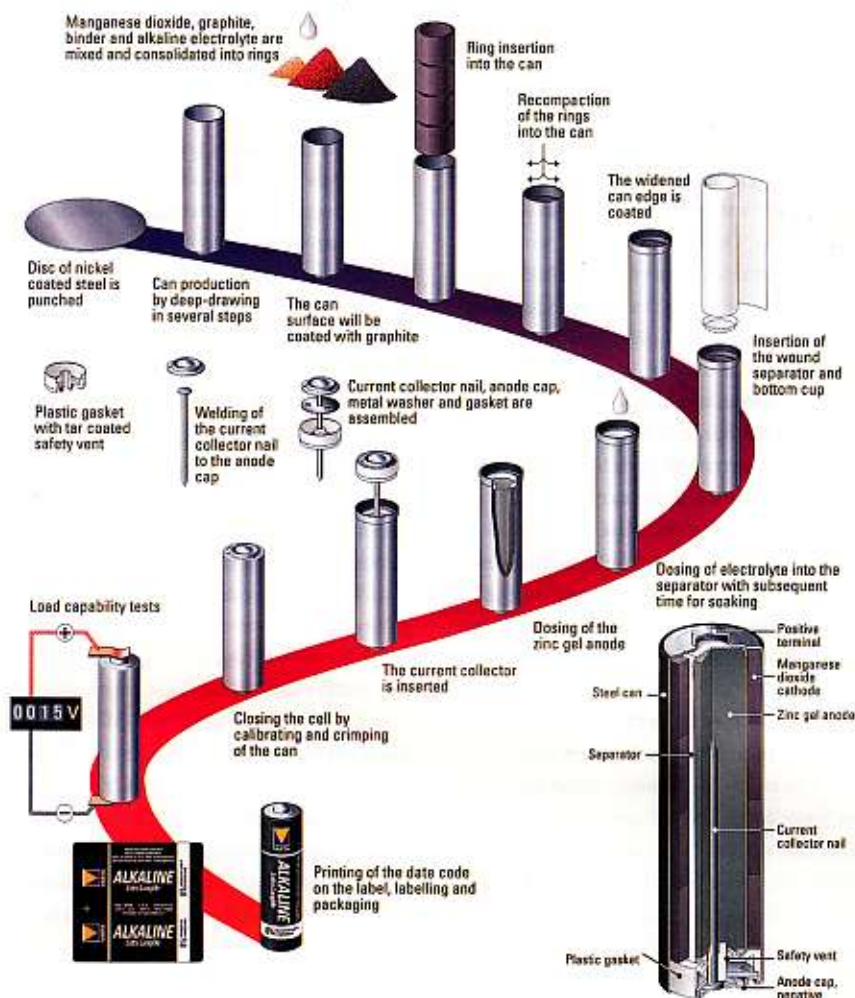 Manganese dioxide, graphite,
binder and alkaline electrolyte are
mixed and consolidated into rings
Ring insertion
into the can
Recompaction
of the rings
into the can
The widened
can edge is
coated
Disc of nickel
coated steel is
punched
Can production
by deep-drawing
in several steps
The can
surface will be
coated with graphite
Insertion of
the wound
separator and
bottom cup
Plastic gasket
with tar coated
safety vent
Welding of
the current
collector nail
to the anode
cap
Current collector nail, anode cap,
metal washer and gasket are
assembled
Dosing of electrolyte into the
separator with subsequent
time for soaking
Dosing of the
zinc gel anode
The current collector
is inserted
Closing the cell by
calibrating and crimping
of the can
Load capability tests
+
0015V
−
ALKALINE
Extra Longlife
+
ALKALINE
Extra Longlife
ALKALINE
Extra Longlife
Printing of the date code
on the label, labelling and
packaging
Positive
terminal
Manganese
dioxide
cathode
Steel can
Zinc gel anode
Separator
Current
collector nail
Plastic gasket
Safety vent
Anode cap,
negative